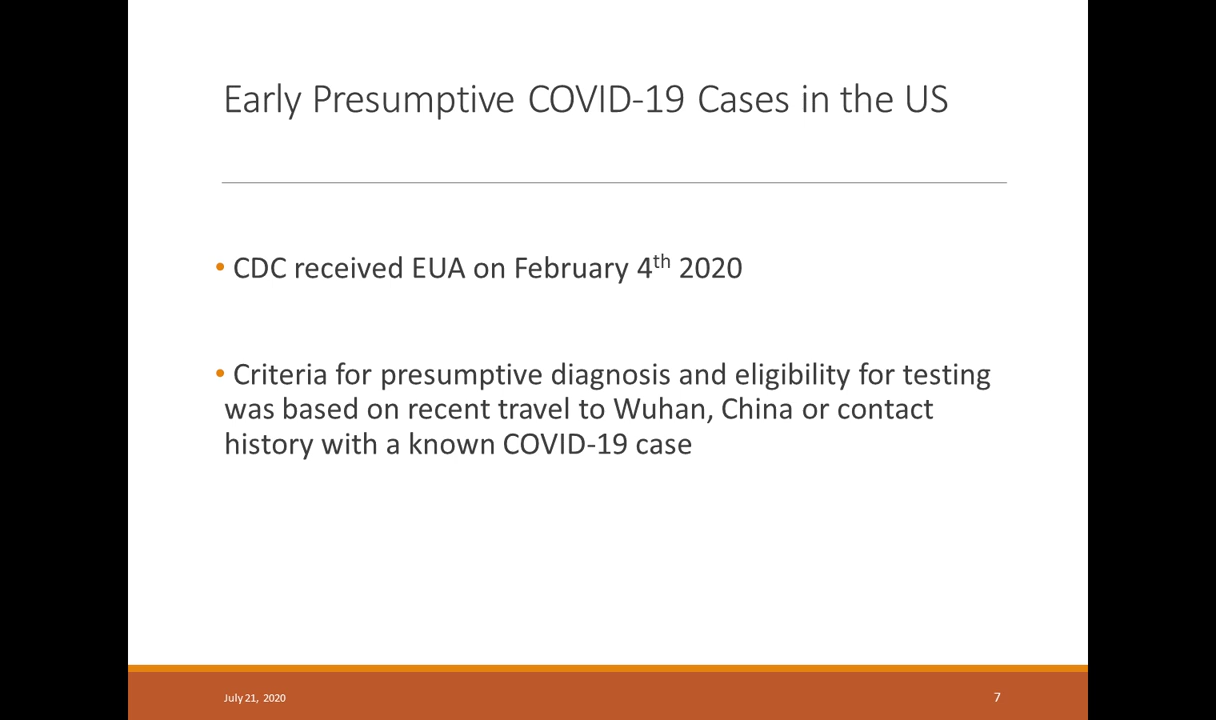 Early Presumptive COVID-19 Cases in the US
• CDC received EUA on February 4th 2020
• Criteria for presumptive diagnosis and eligibility for testing
was based on recent travel to Wuhan, China or contact
history with a known COVID-19 case
July 21, 2020
7